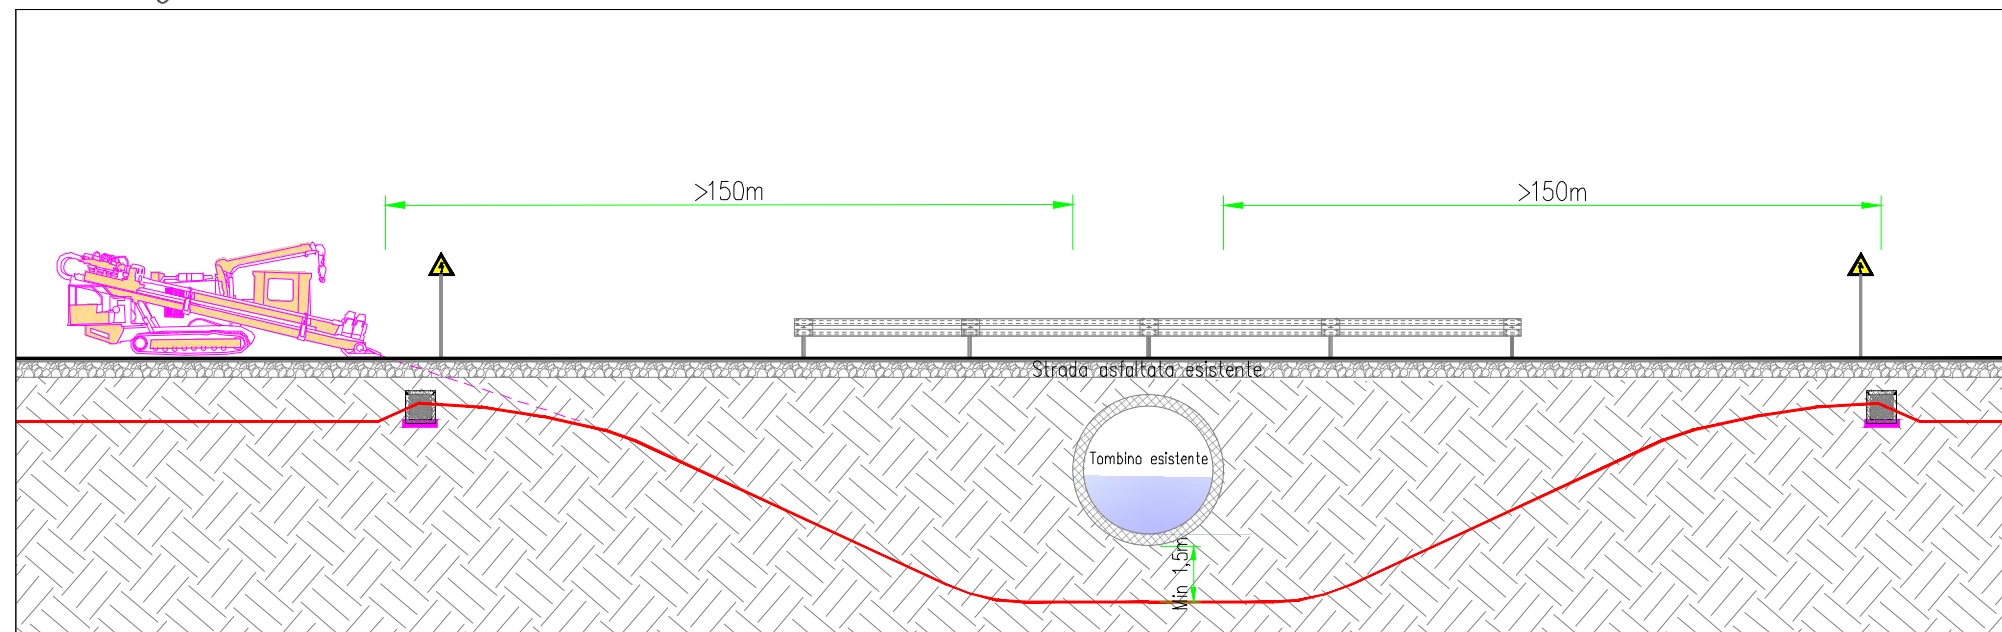 >150m
>150m
Strada asfaltata esistente
Tombino esistente
Min 1,5m